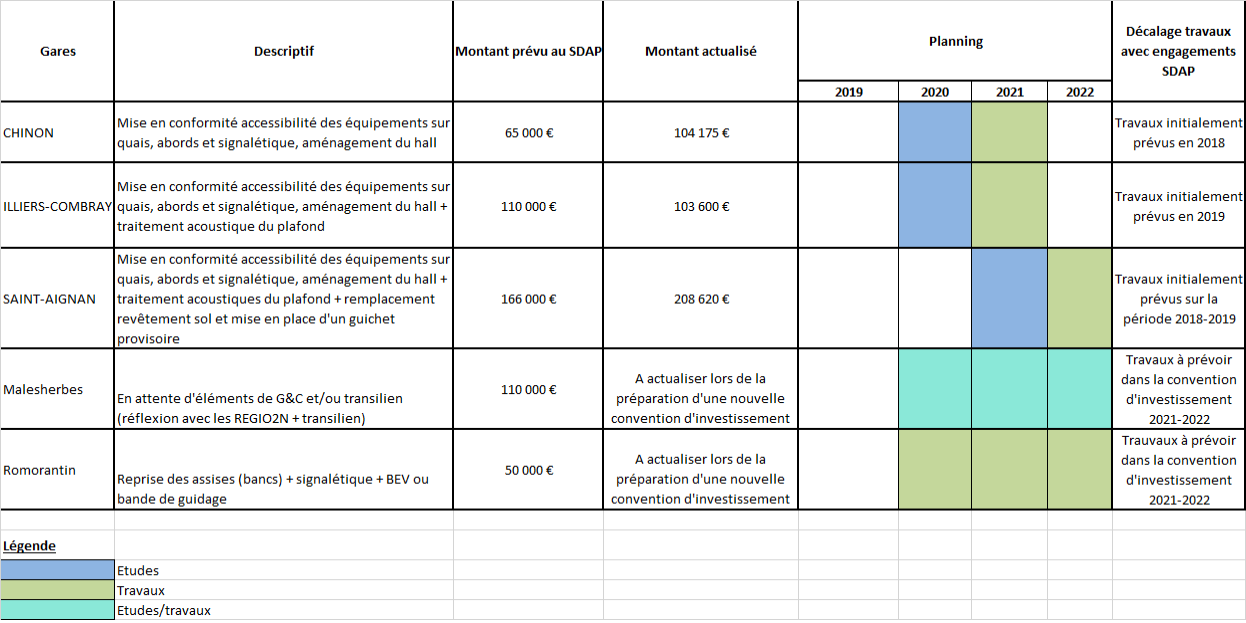 Gares
Descriptif
Montant prévu au SDAP
Montant actualisé
Planning
Décalage travaux
avec engagements
SDAP
2019
2020
2021
2022
CHINON
Mise en conformité accessibilité des équipements sur
quais, abords et signalétique, aménagement du hall
65 000 €
104 175 €
Travaux initialement
prévus en 2018
ILLIERS-COMBRAY
Mise en conformité accessibilité des équipements sur
quais, abords et signalétique, aménagement du hall +
traitement acoustique du plafond
110 000 €
103 600 €
Travaux initialement
prévus en 2019
SAINT-AIGNAN
Mise en conformité accessibilité des équipements sur
quais, abords et signalétique, aménagement du hall +
traitement acoustiques du plafond + remplacement
revêtement sol et mise en place d'un guichet
provisoire
166 000 €
208 620 €
Travaux initialement
prévus sur la
période 2018-2019
Malesherbes
En attente d'éléments de G&C et/ou transilien
(réflexion avec les REGIO2N + transilien)
110 000 €
A actualiser lors de la
préparation d'une nouvelle
convention d'investissement
Travaux à prévoir
dans la convention
d'investissement
2021-2022
Romorantin
Reprise des assises (bancs) + signalétique + BEV ou
bande de guidage
50 000 €
A actualiser lors de la
préparation d'une nouvelle
convention d'investissement
Trauvaux à prévoir
dans la convention
d'investissement
2021-2022
Légende
Etudes
Travaux
Etudes/travaux